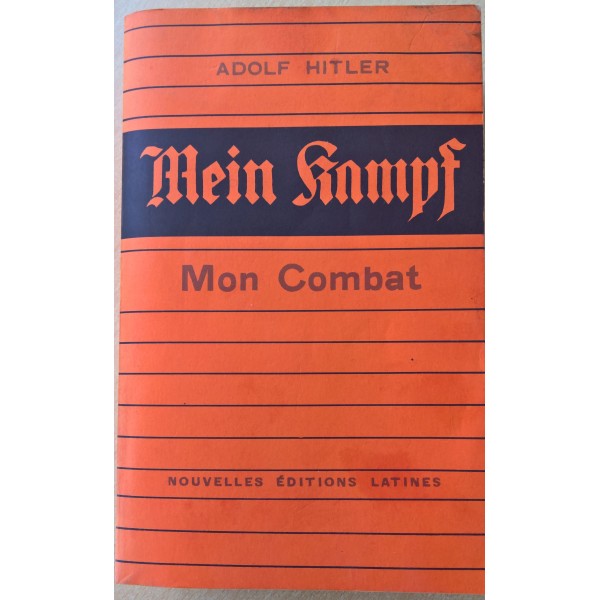 ADOLF HITLER
Mein Kampf
Mon Combat
NOUVELLES ÉDITIONS LATINES